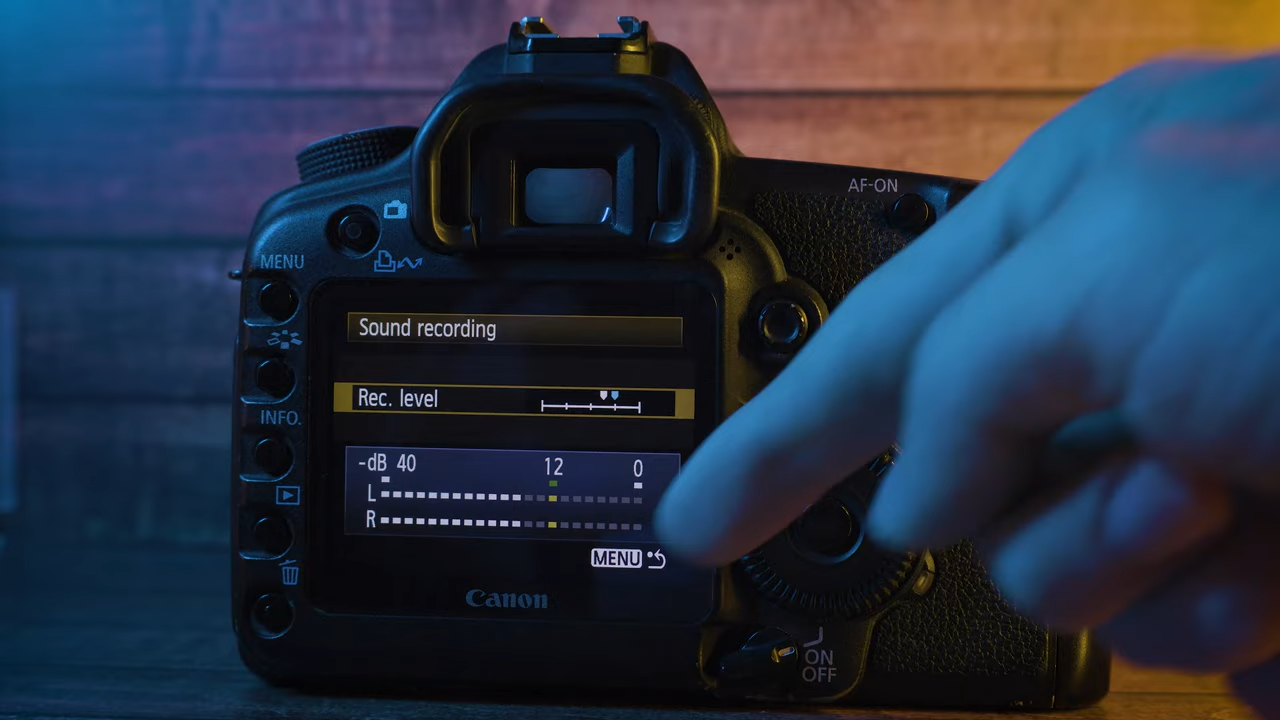 AF-ON
MENU
Sound recording
INFO.
Rec. level
-dB 40 12 0
L
R
MENU
Canon
ON
OFF